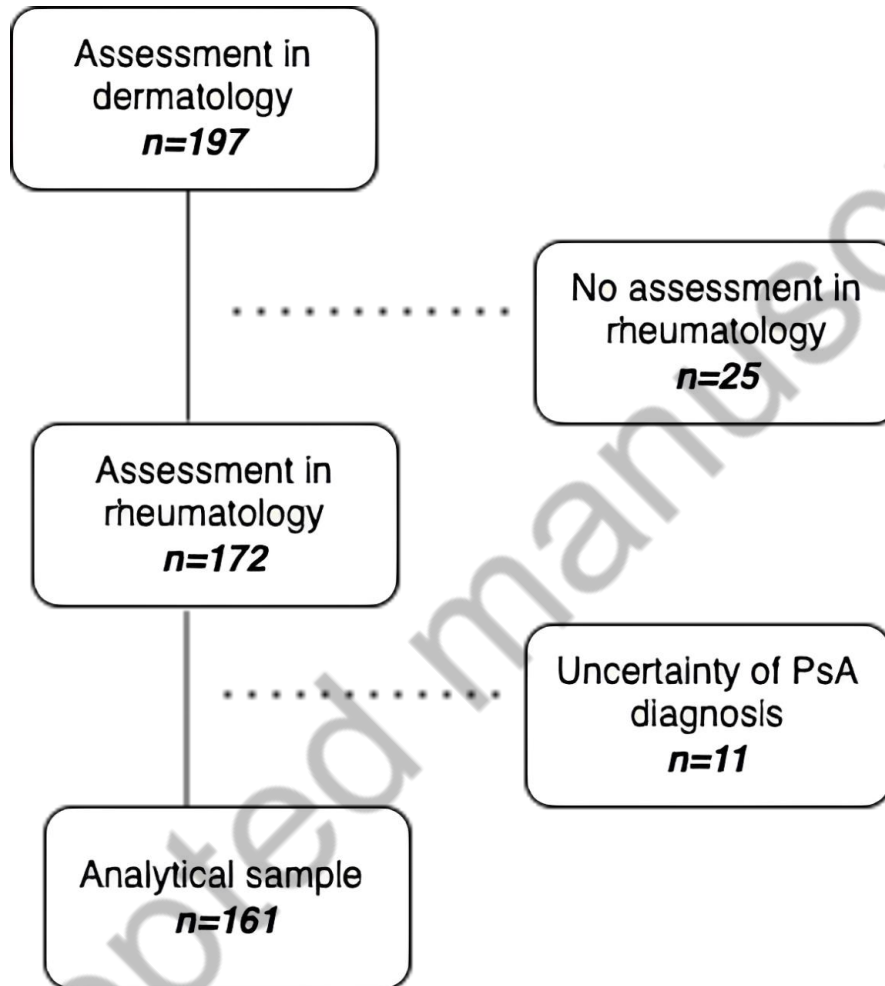 Assessment in
dermatology
n=197
No assessment in
rheumatology
n=25
Assessment in
rheumatology
n=172
Uncertainty of PsA
diagnosis
n=11
Analytical sample
n=161